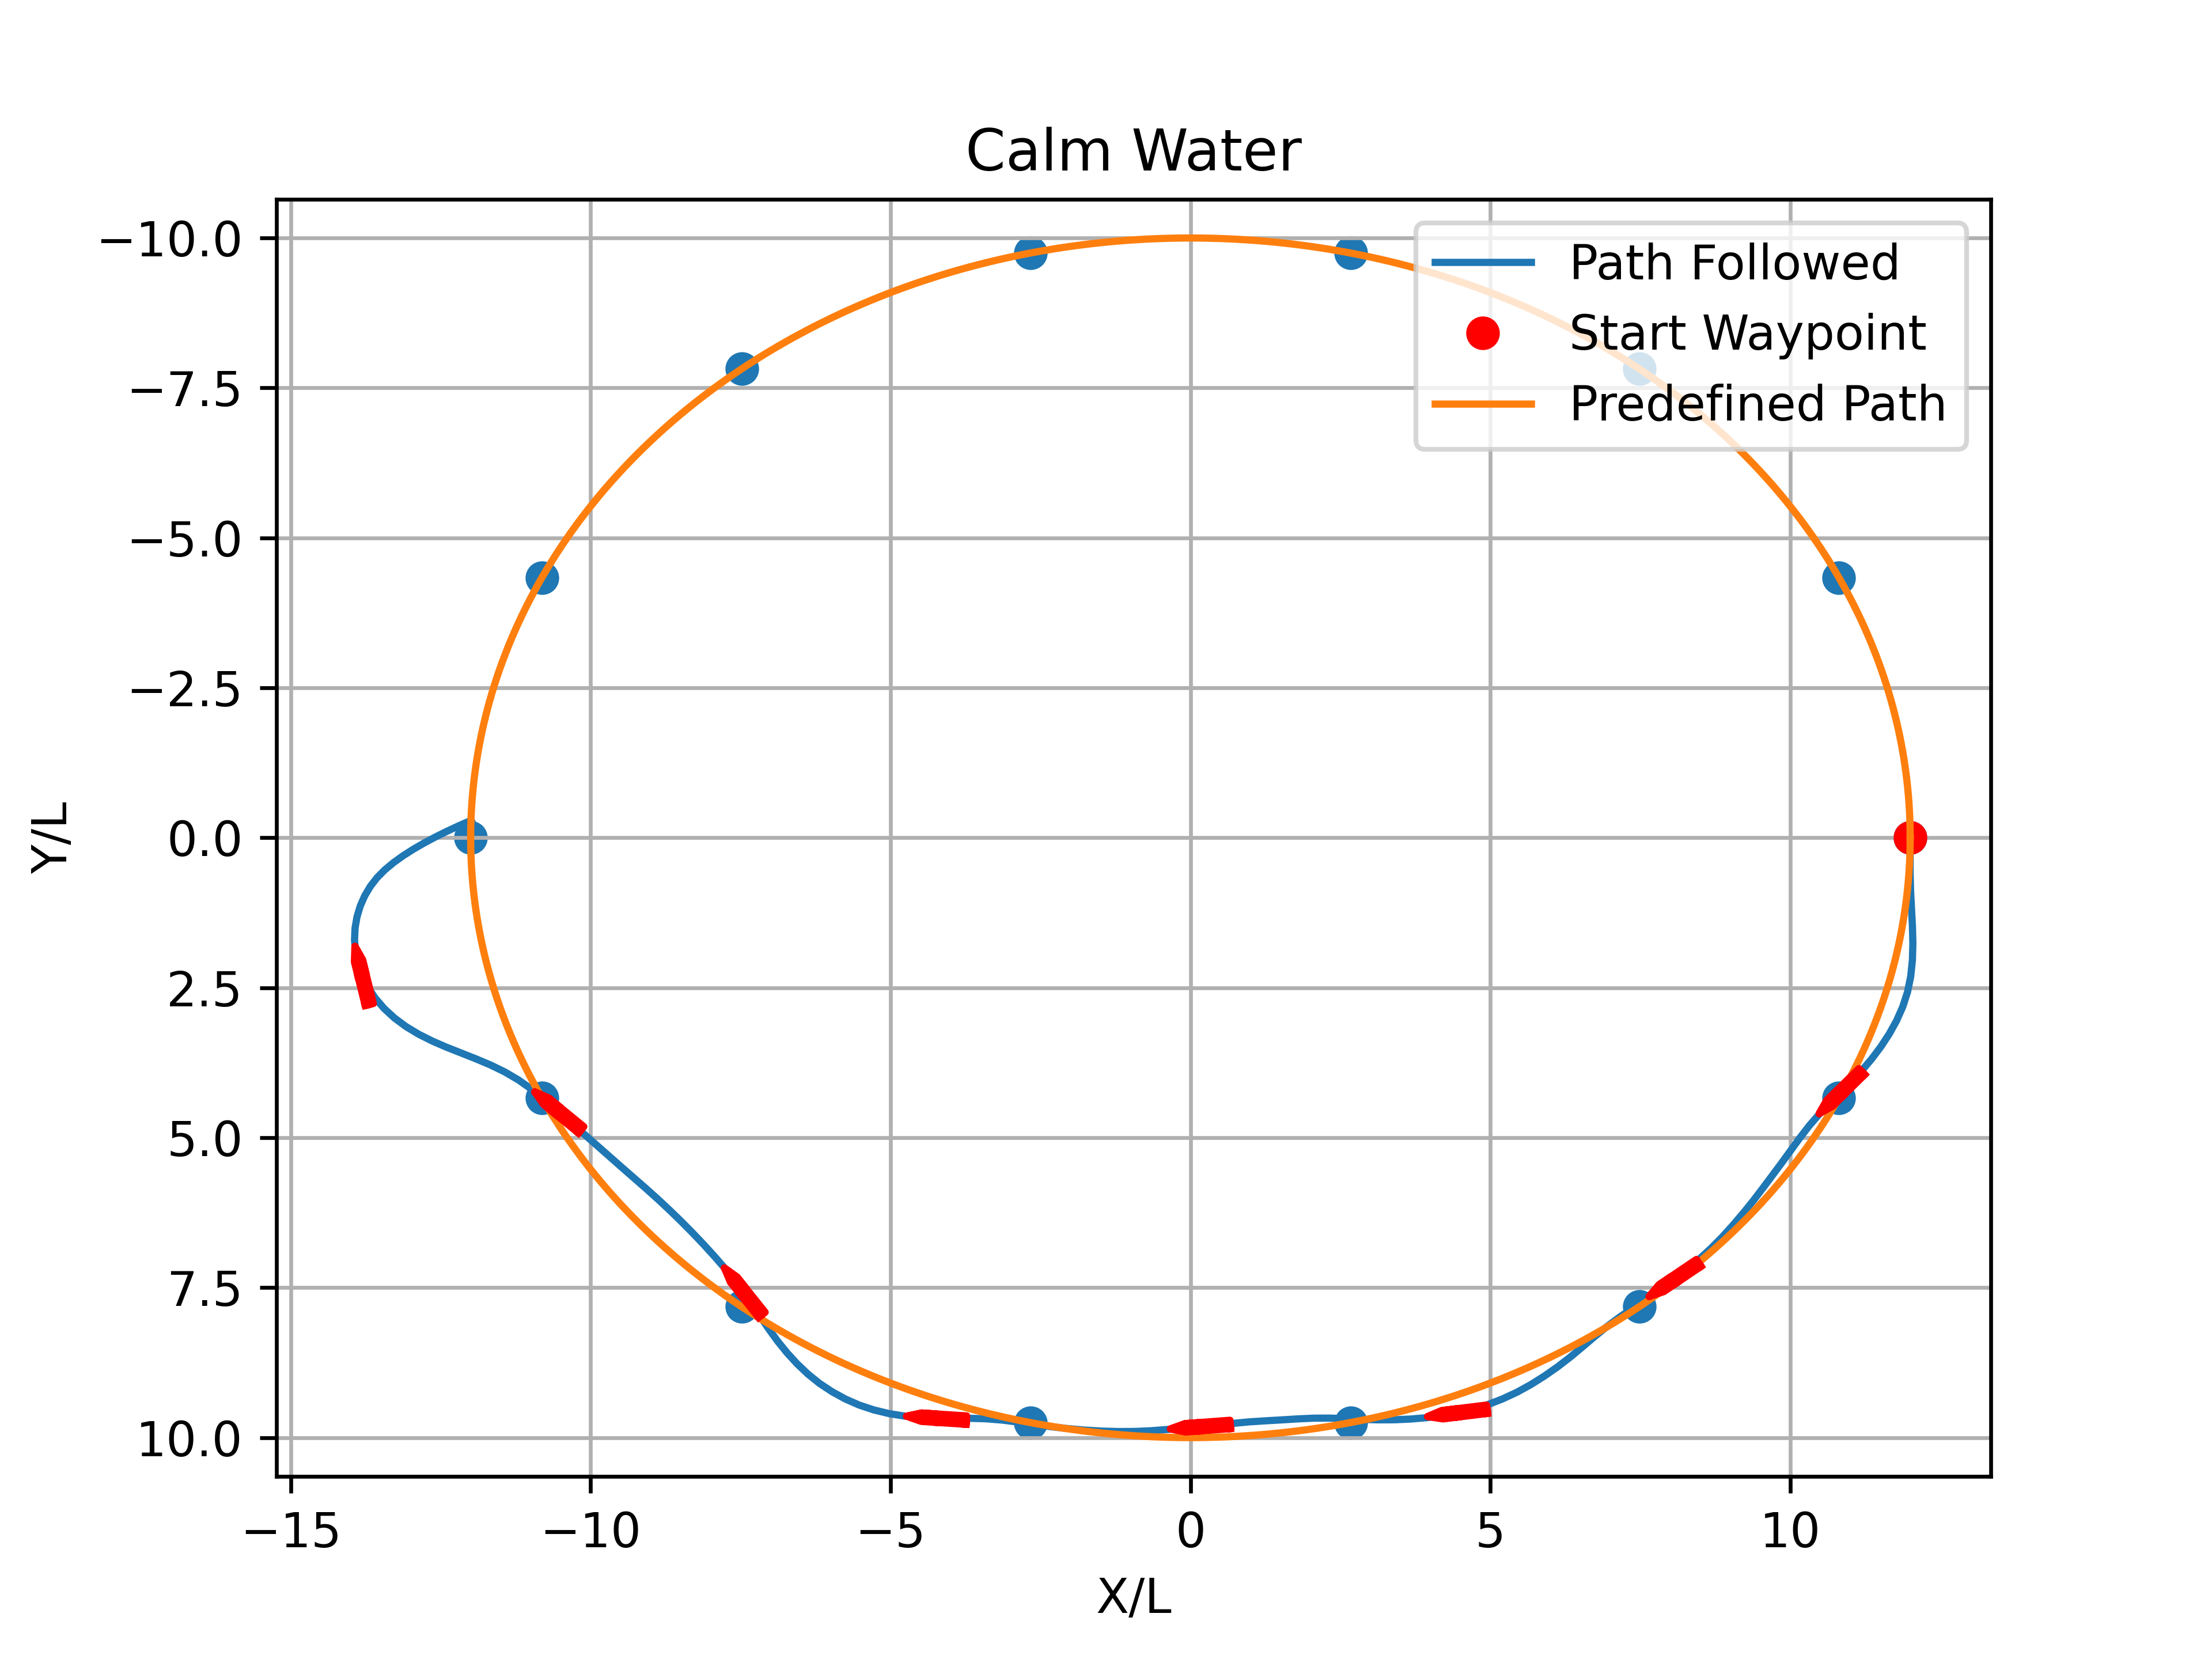 Calm Water
Path Followed
Start Waypoint
Predefined Path
−10.0
−7.5
−5.0
−2.5
0.0
2.5
5.0
7.5
10.0
Y/L
−15 −10 −5 0 5 10
X/L